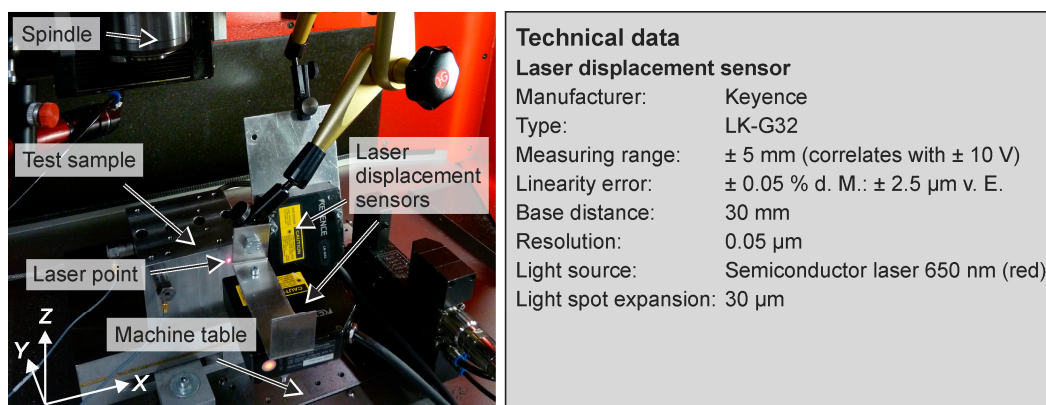 Spindle
Test sample
Laser
displacement
sensors
Laser point
Machine table
Z
Y
X
KEYENCE
CAUTION
Technical data
Laser displacement sensor
Manufacturer: Keyence
Type: LK-G32
Measuring range: ± 5 mm (correlates with ± 10 V)
Linearity error: ± 0.05 % d. M.: ± 2.5 µm v. E.
Base distance: 30 mm
Resolution: 0.05 µm
Light source: Semiconductor laser 650 nm (red)
Light spot expansion: 30 µm